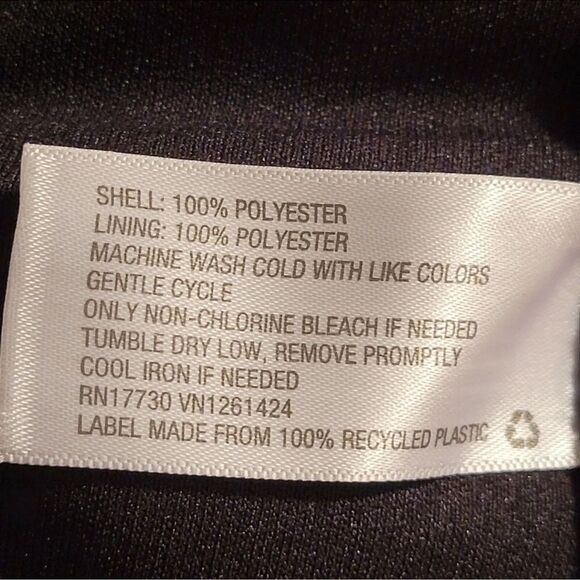 SHELL: 100% POLYESTER
LINING: 100% POLYESTER
MACHINE WASH COLD WITH LIKE COLORS
GENTLE CYCLE
ONLY NON-CHLORINE BLEACH IF NEEDED
TUMBLE DRY LOW, REMOVE PROMPTLY
COOL IRON IF NEEDED
RN17730 VN1261424
LABEL MADE FROM 100% RECYCLED PLASTIC